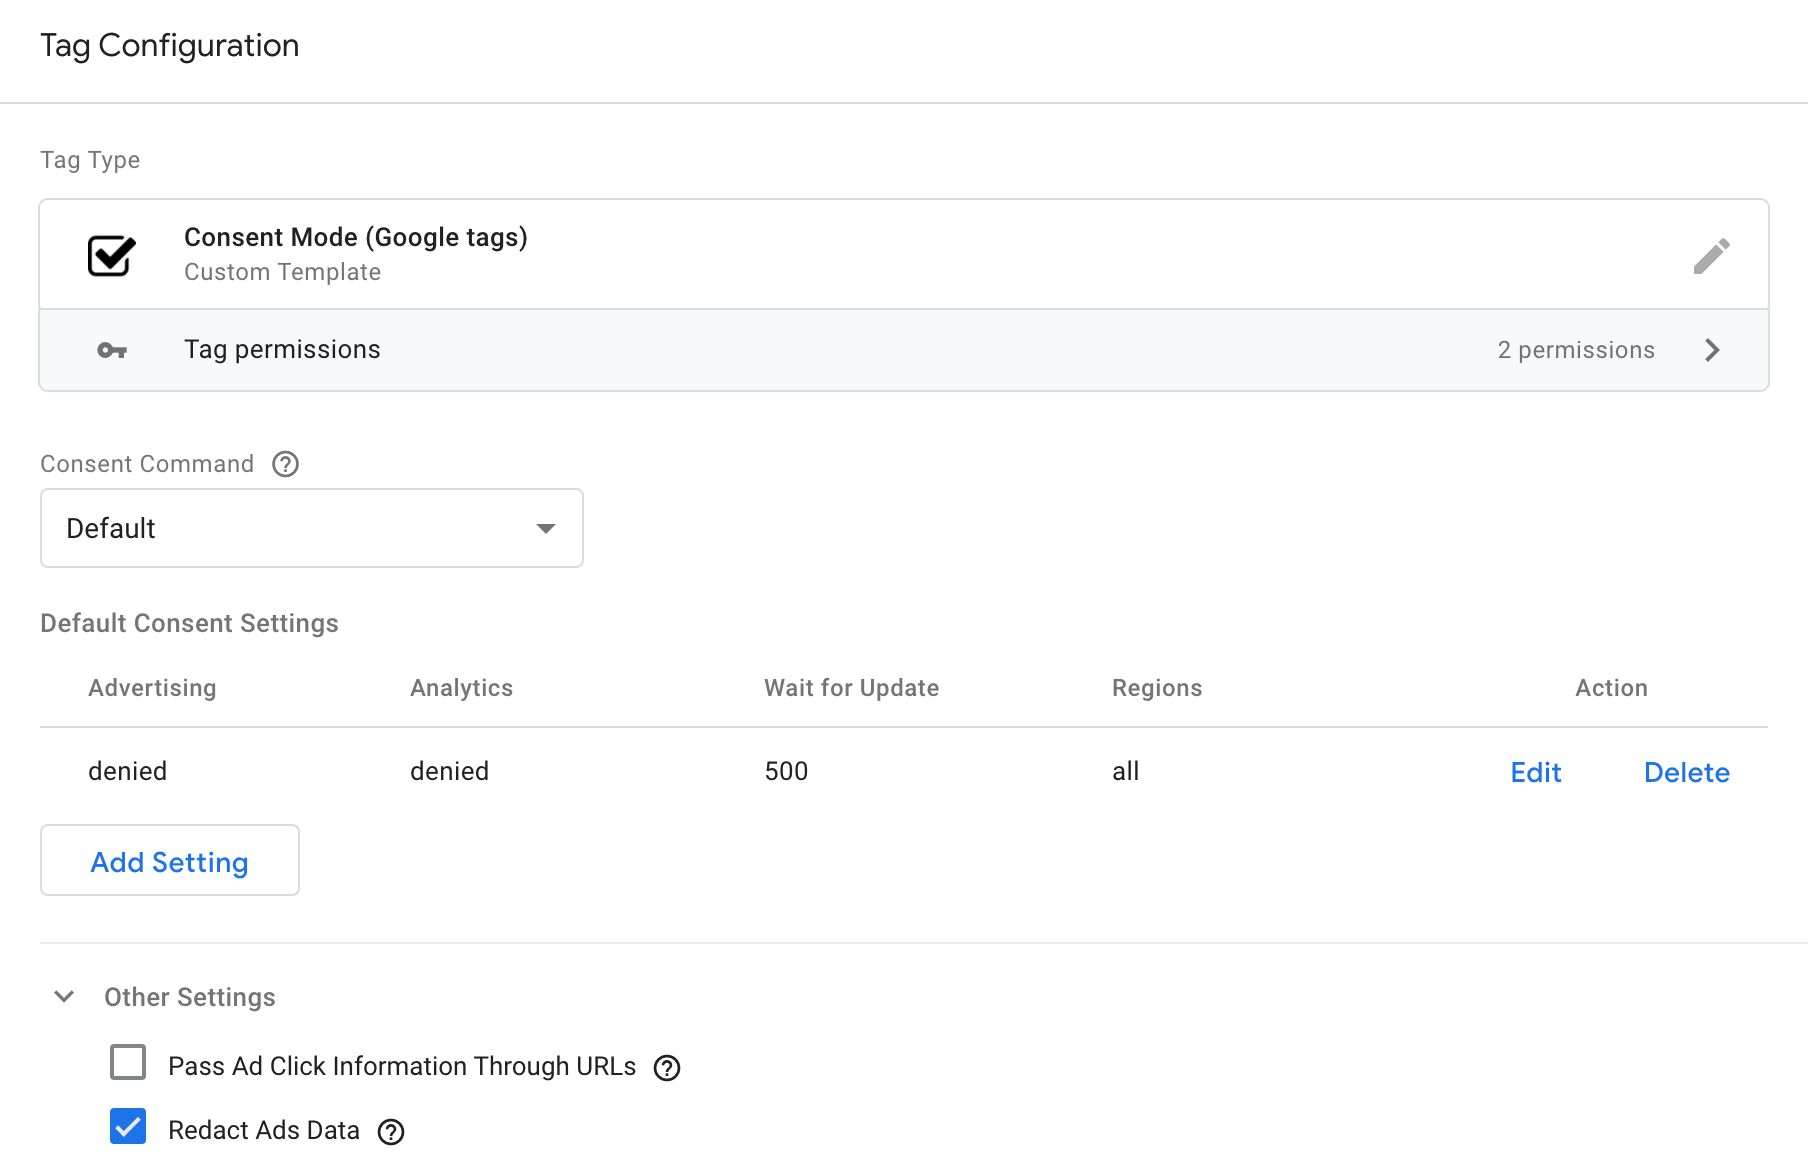 Tag Configuration
Tag Type
Consent Mode (Google tags)
Custom Template
Tag permissions 2 permissions
Consent Command
Default
Default Consent Settings
Advertising Analytics Wait for Update Regions Action
denied denied 500 all Edit Delete
Add Setting
Other Settings
Pass Ad Click Information Through URLs
Redact Ads Data